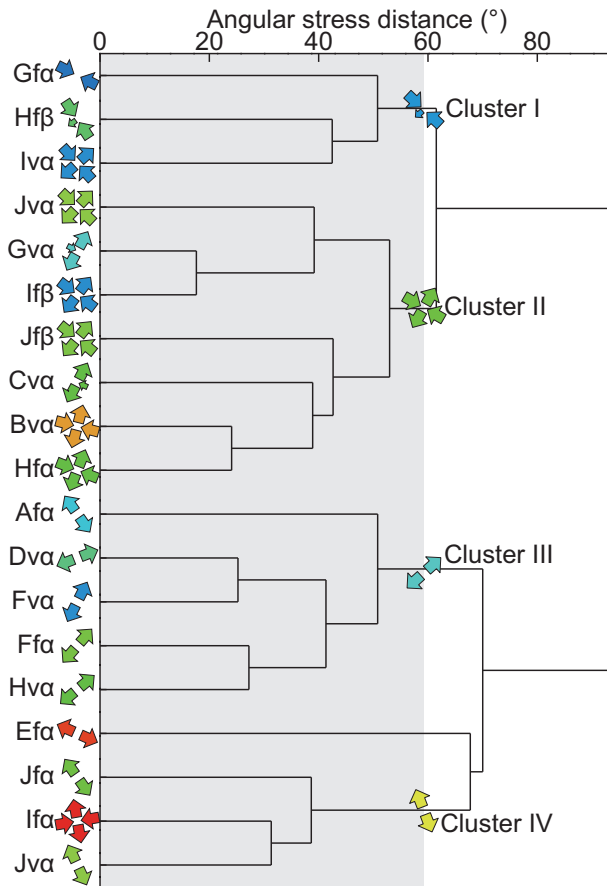 Angular stress distance (°)
0 20 40 60 80
Gfα
Hfβ
Cluster I
Ivα
Jvα
Gvα
Ifβ
Cluster II
Jfβ
Cvα
Bvα
Hfα
Afα
Dvα
Cluster III
Fvα
Ffα
Hvα
Efα
Jfα
Ifα
Cluster IV
Jvα